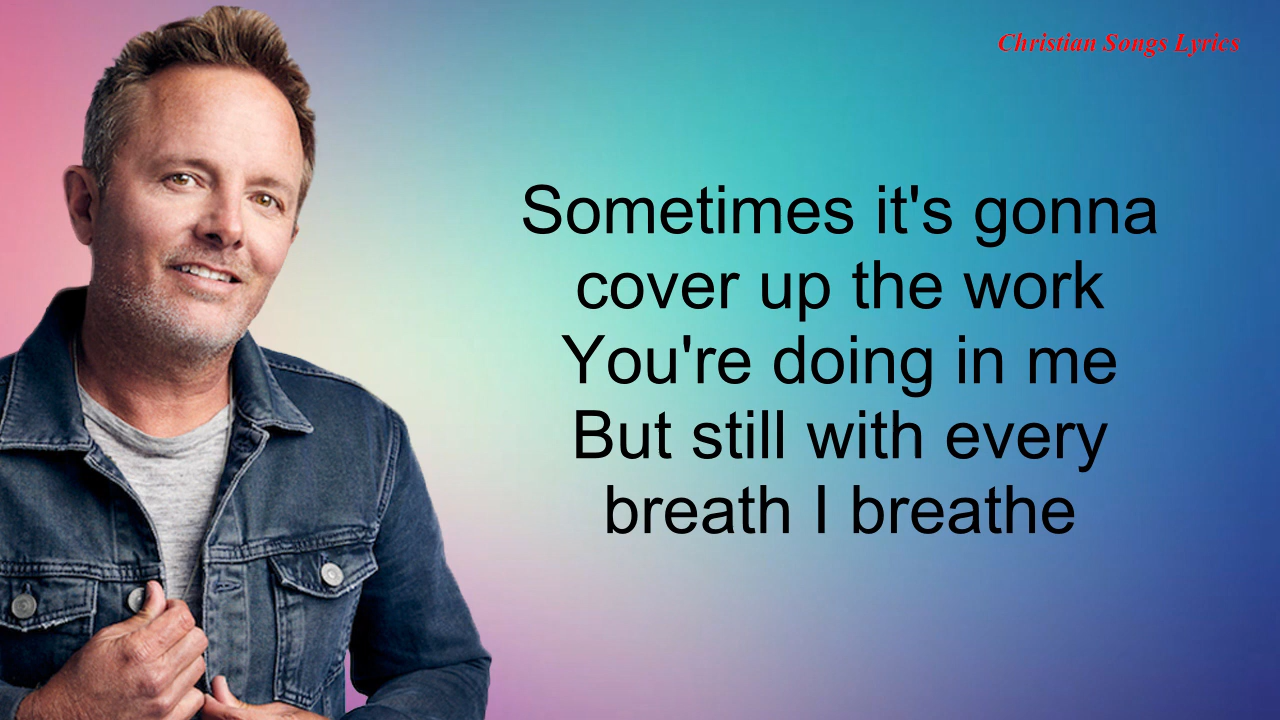 Christian Songs Lyrics
Sometimes it's gonna
cover up the work
You're doing in me
But still with every
breath I breathe